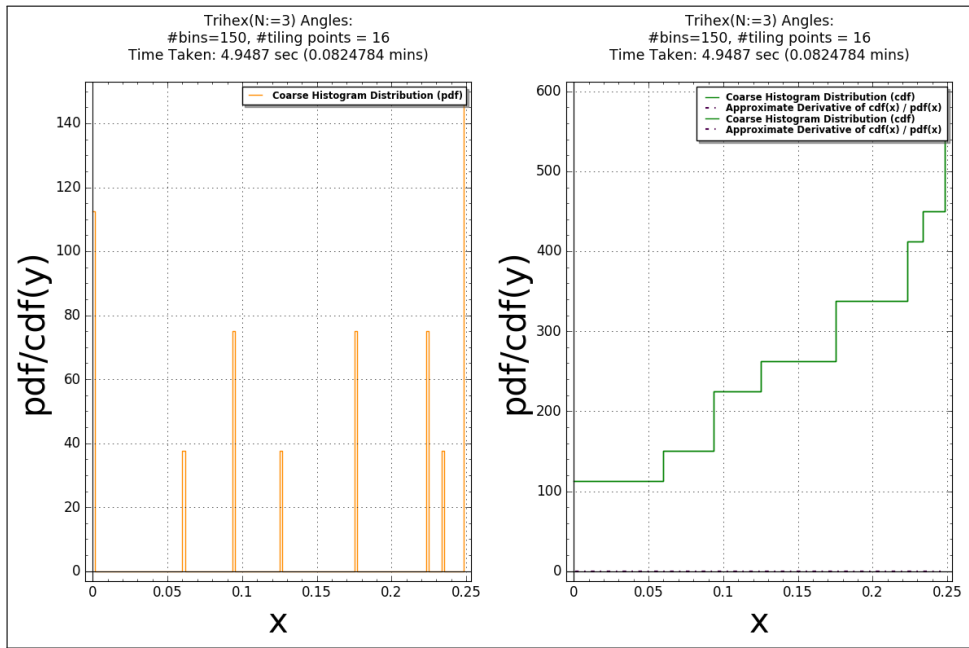 Trihex(N:=3) Angles:
#bins=150, #tiling points = 16
Time Taken: 4.9487 sec (0.0824784 mins)
Coarse Histogram Distribution (pdf)
140
120
100
80
60
40
20
0
0 0.05 0.1 0.15 0.2 0.25
pdf/cdf(y)
x
Trihex(N:=3) Angles:
#bins=150, #tiling points = 16
Time Taken: 4.9487 sec (0.0824784 mins)
Coarse Histogram Distribution (cdf)
Approximate Derivative of cdf(x) / pdf(x)
Coarse Histogram Distribution (cdf)
Approximate Derivative of cdf(x) / pdf(x)
600
500
400
300
200
100
0
0 0.05 0.1 0.15 0.2 0.25
pdf/cdf(y)
x